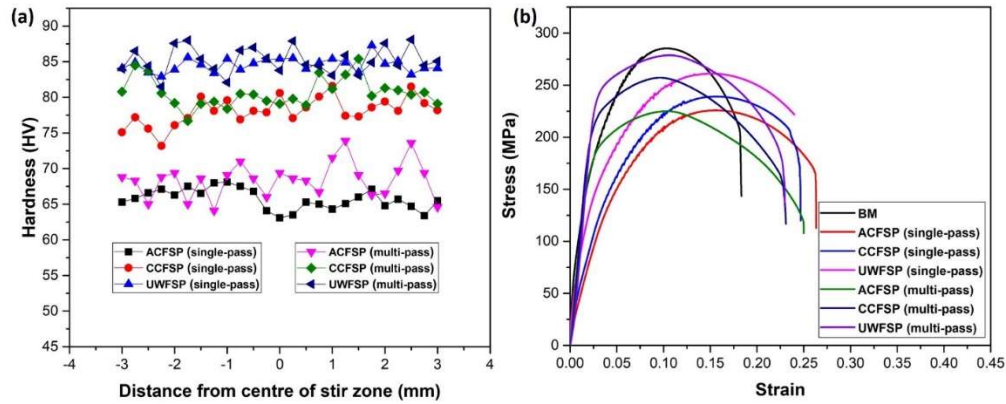 (a)
90
85
80
75
70
65
60
55
50
45
Hardness (HV)
ACFSP (single-pass)
CCFSP (single-pass)
UWFSP (single-pass)
ACFSP (multi-pass)
CCFSP (multi-pass)
UWFSP (multi-pass)
-4 -3 -2 -1 0 1 2 3 4
Distance from centre of stir zone (mm)
(b)
300
250
200
150
100
50
0
Stress (MPa)
BM
ACFSP (single-pass)
CCFSP (single-pass)
UWFSP (single-pass)
ACFSP (multi-pass)
CCFSP (multi-pass)
UWFSP (multi-pass)
0.00 0.05 0.10 0.15 0.20 0.25 0.30 0.35 0.40 0.45
Strain